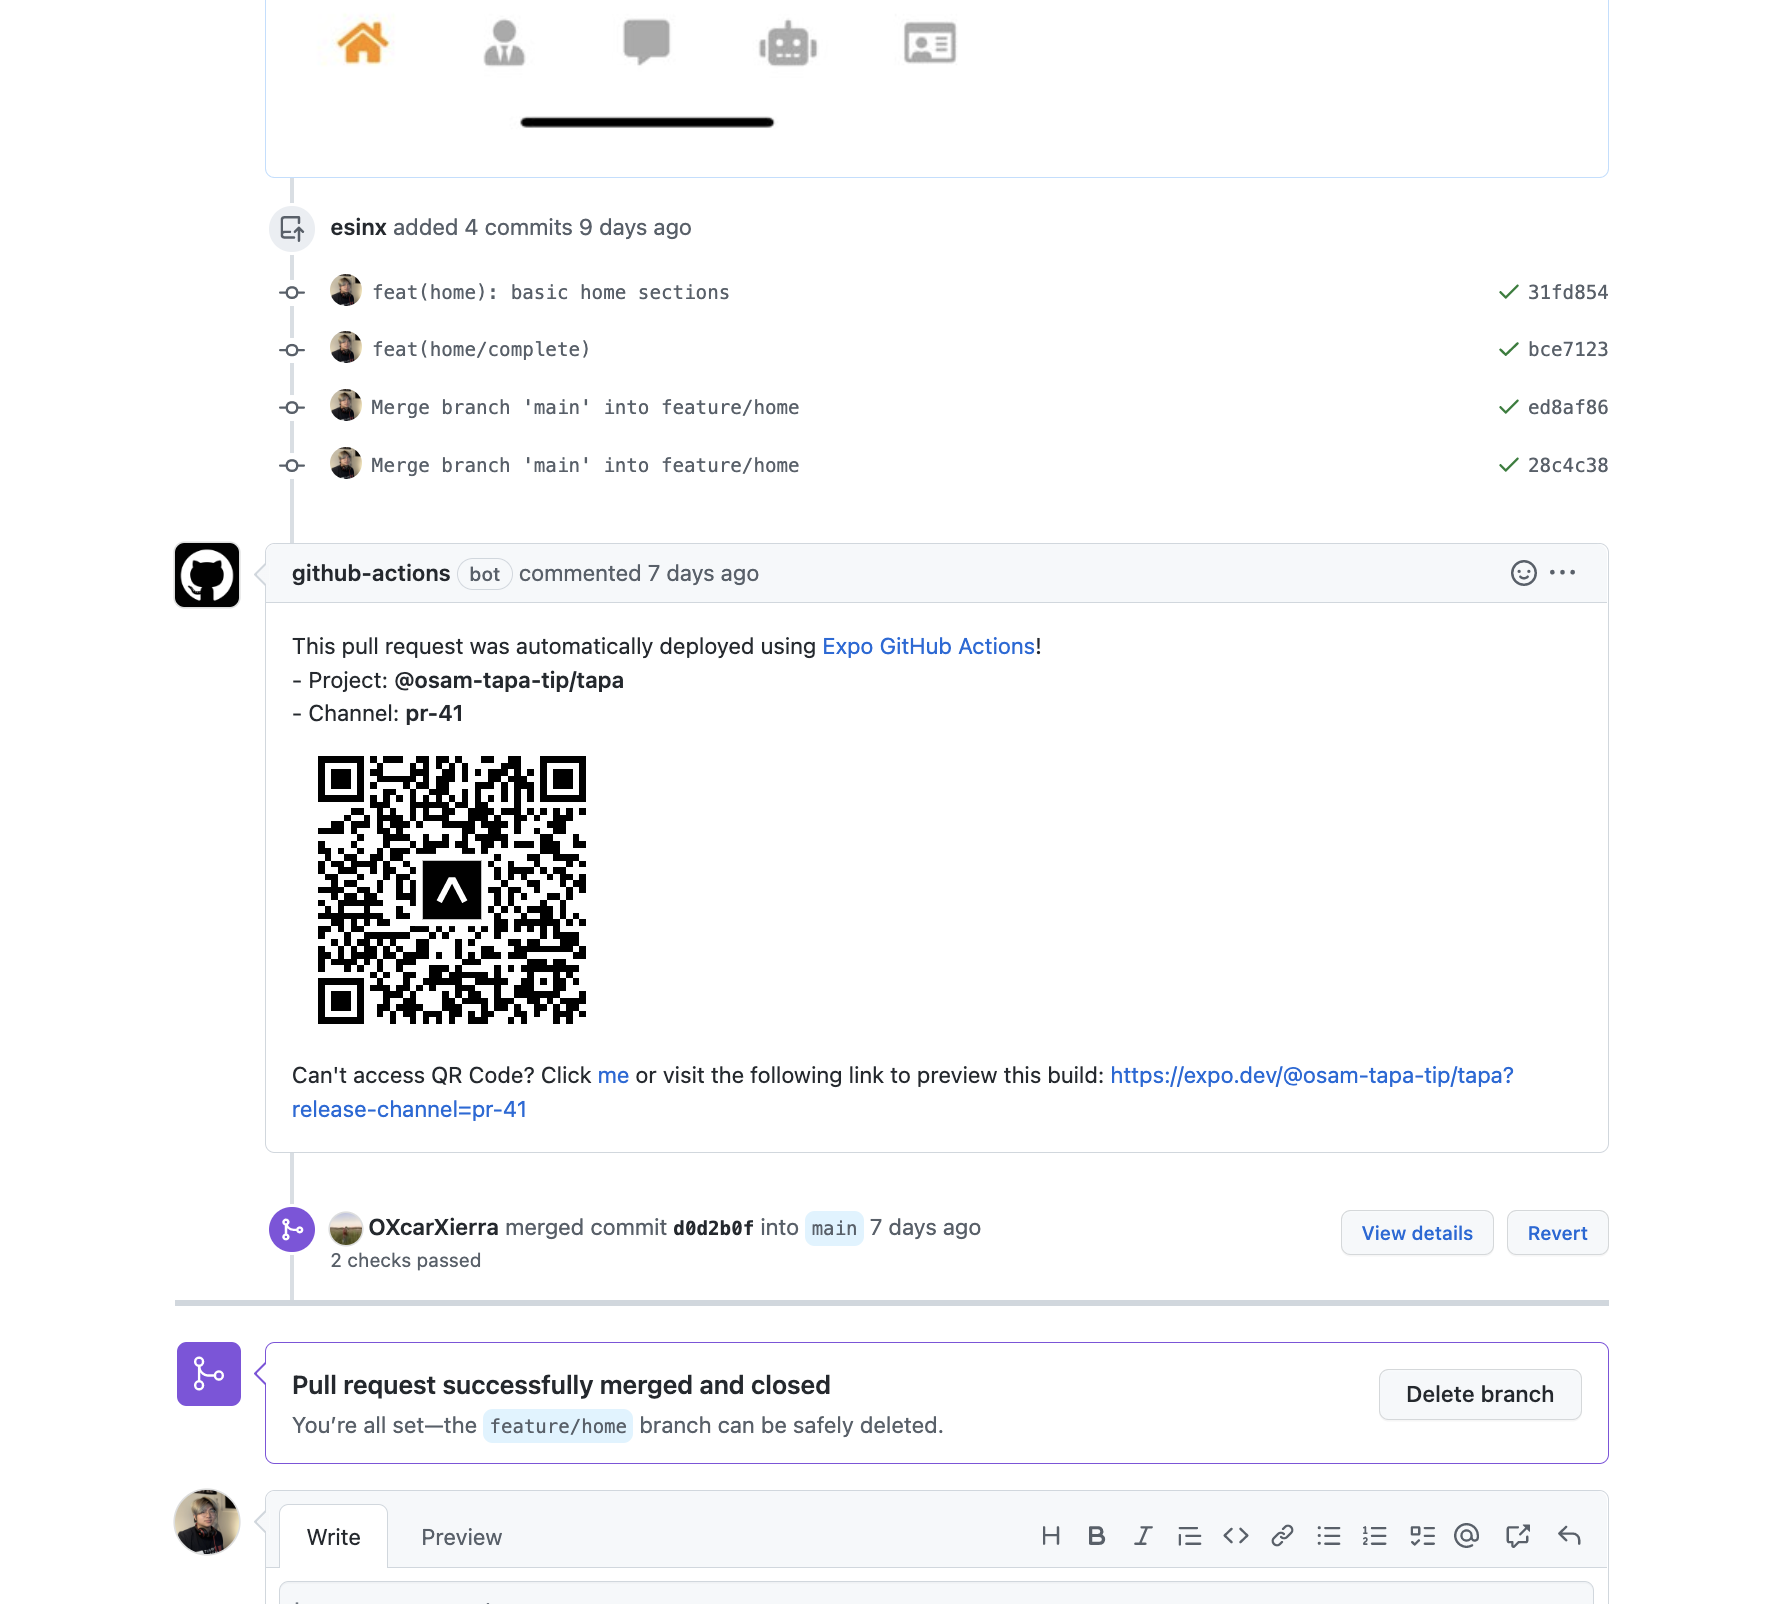 esinx added 4 commits 9 days ago
feat(home): basic home sections 31fd854
feat(home/complete) bce7123
Merge branch 'main' into feature/home ed8af86
Merge branch 'main' into feature/home 28c4c38
github-actions bot commented 7 days ago
This pull request was automatically deployed using Expo GitHub Actions!
- Project: @osam-tapa-tip/tapa
- Channel: pr-41
Can't access QR Code? Click me or visit the following link to preview this build: https://expo.dev/@osam-tapa-tip/tapa?
release-channel=pr-41
OXcarXierra merged commit d0d2b0f into main 7 days ago
View details
Revert
2 checks passed
Pull request successfully merged and closed
You’re all set—the feature/home branch can be safely deleted.
Delete branch
Write
Preview